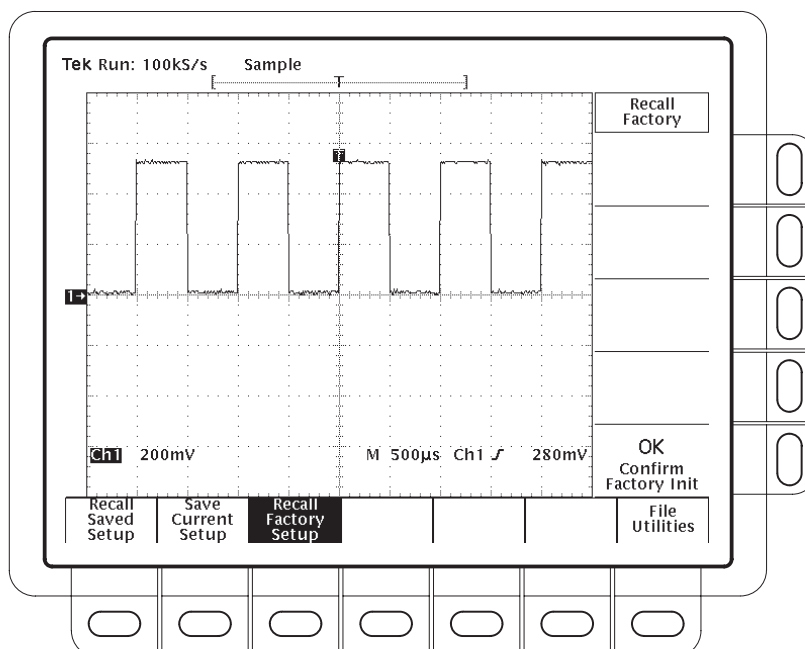 Tek Run: 100kS/s Sample
[ T ]
Recall
Factory
T
1→
Ch1 200mV M 500µs Ch1 280mV
OK
Confirm
Factory Init
Recall
Saved
Setup
Save
Current
Setup
Recall
Factory
Setup
File
Utilities